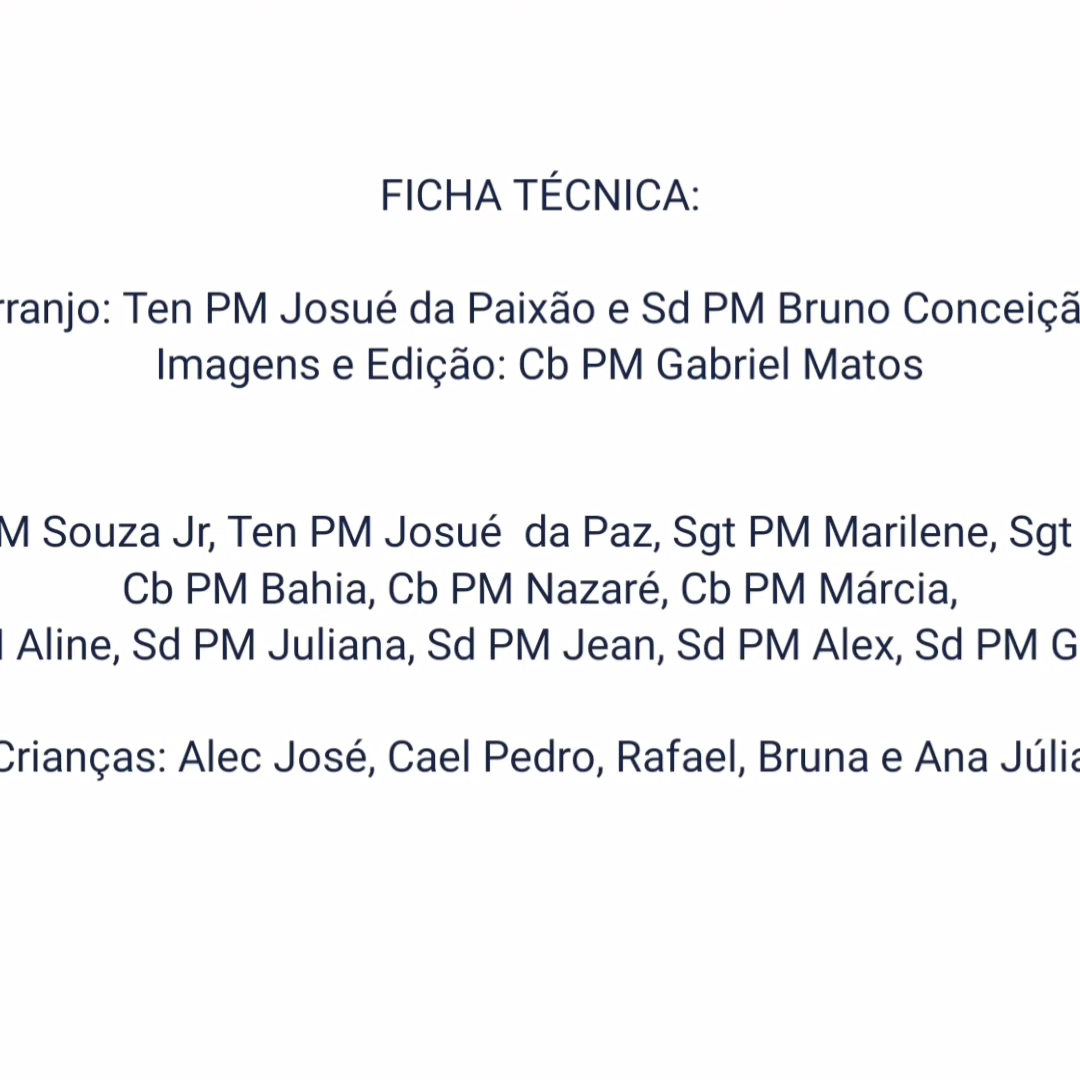 FICHA TÉCNICA:
Ten PM Josué da Paixão e Sd PM Bruno
Imagens e Edição: Cb PM Gabriel Matos
Souza Jr, Ten PM Josué da Paz, Sgt PM Marilene, Sgt
Cb PM Bahia, Cb PM Nazaré, Cb PM Márcia,
Aline, Sd PM Juliana, Sd PM Jean, Sd PM Alex, Sd PM
Crianças: Alec José, Cael Pedro, Rafael, Bruna e Ana Júlia